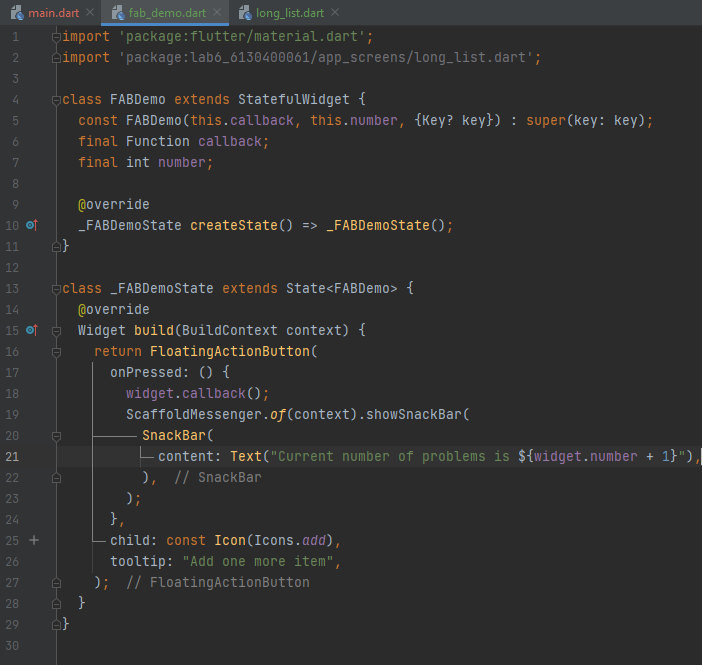 main.dart fab_demo.dart long_list.dart
1 import 'package:flutter/material.dart';
2 import 'package:lab6_6130400061/app_screens/long_list.dart';
3
4 class FABDemo extends StatefulWidget {
5   const FABDemo(this.callback, this.number, {Key? key}) : super(key: key);
6   final Function callback;
7   final int number;
8
9   @override
10   _FABDemoState createState() => _FABDemoState();
11 }
12
13 class _FABDemoState extends State<FABDemo> {
14   @override
15   Widget build(BuildContext context) {
16     return FloatingActionButton(
17       onPressed: () {
18         widget.callback();
19         ScaffoldMessenger.of(context).showSnackBar(
20           SnackBar(
21             content: Text("Current number of problems is ${widget.number + 1}"),
22           ),  // SnackBar
23         );
24       },
25       child: const Icon(Icons.add),
26       tooltip: "Add one more item",
27     );  // FloatingActionButton
28   }
29 }
30